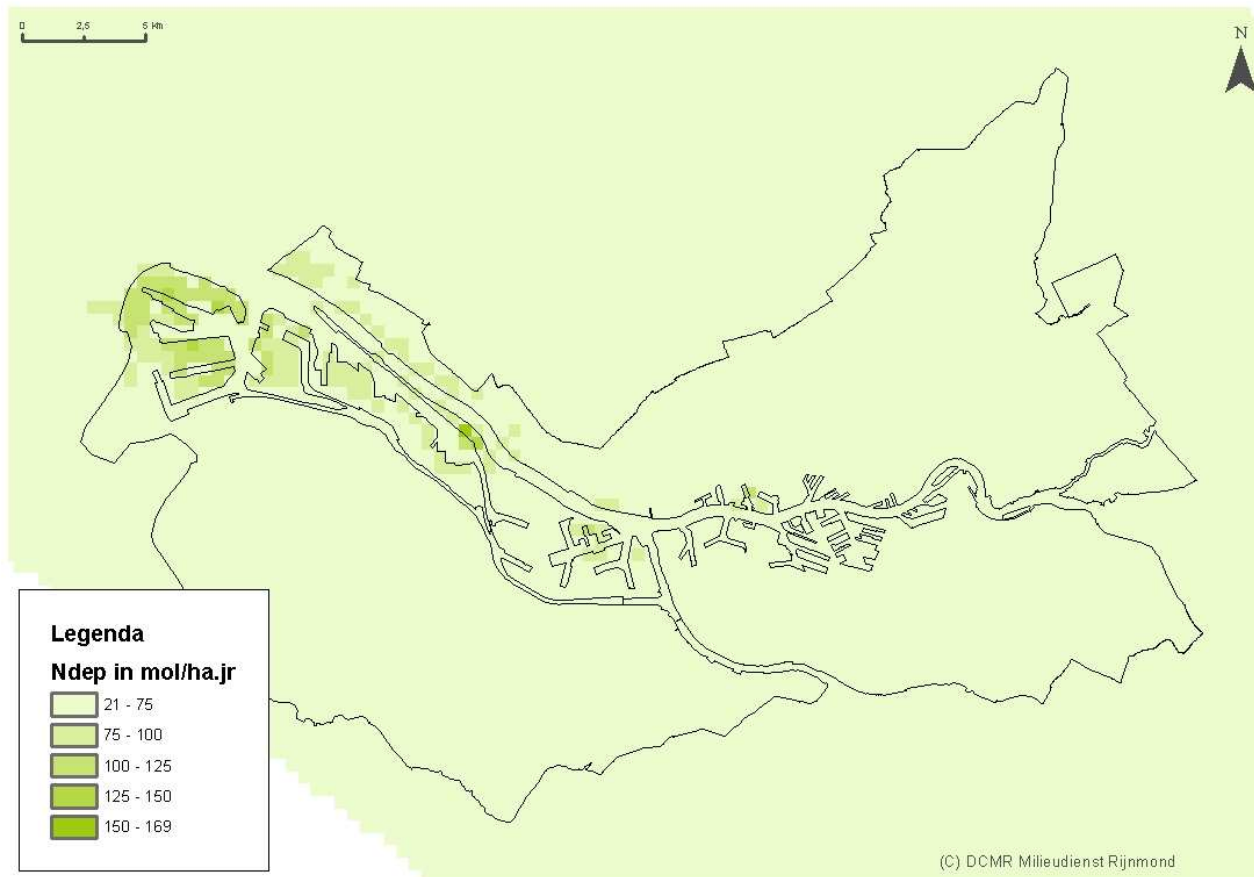 0 2,5 5 Km
N
Legenda
Ndep in mol/ha.jr
21 - 75
75 - 100
100 - 125
125 - 150
150 - 169
(C) DCMR Milieudienst Rijnmond